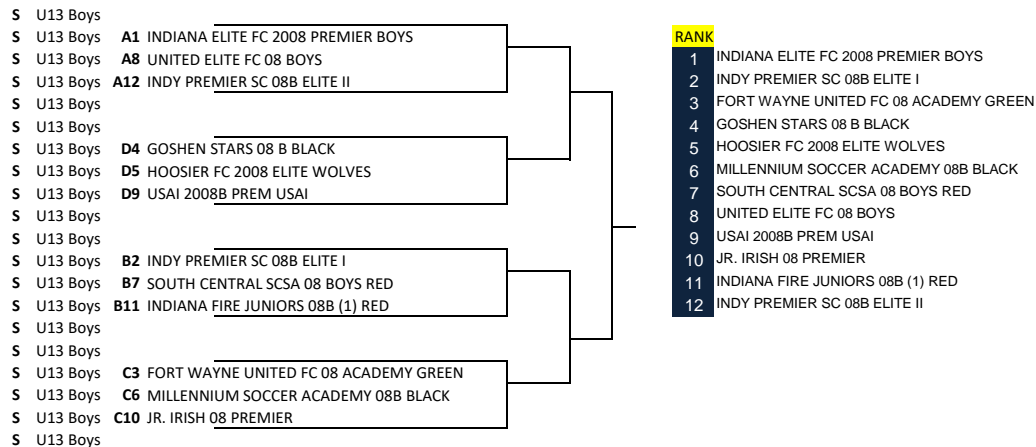 S U13 Boys
S U13 Boys A1 INDIANA ELITE FC 2008 PREMIER BOYS
S U13 Boys A8 UNITED ELITE FC 08 BOYS
S U13 Boys A12 INDY PREMIER SC 08B ELITE II
S U13 Boys
S U13 Boys
S U13 Boys D4 GOSHEN STARS 08 B BLACK
S U13 Boys D5 HOOSIER FC 2008 ELITE WOLVES
S U13 Boys D9 USAI 2008B PREM USAI
S U13 Boys
S U13 Boys
S U13 Boys B2 INDY PREMIER SC 08B ELITE I
S U13 Boys B7 SOUTH CENTRAL SCSA 08 BOYS RED
S U13 Boys B11 INDIANA FIRE JUNIORS 08B (1) RED
S U13 Boys
S U13 Boys
S U13 Boys C3 FORT WAYNE UNITED FC 08 ACADEMY GREEN
S U13 Boys C6 MILLENNIUM SOCCER ACADEMY 08B BLACK
S U13 Boys C10 JR. IRISH 08 PREMIER
S U13 Boys
RANK
1 INDIANA ELITE FC 2008 PREMIER BOYS
2 INDY PREMIER SC 08B ELITE I
3 FORT WAYNE UNITED FC 08 ACADEMY GREEN
4 GOSHEN STARS 08 B BLACK
5 HOOSIER FC 2008 ELITE WOLVES
6 MILLENNIUM SOCCER ACADEMY 08B BLACK
7 SOUTH CENTRAL SCSA 08 BOYS RED
8 UNITED ELITE FC 08 BOYS
9 USAI 2008B PREM USAI
10 JR. IRISH 08 PREMIER
11 INDIANA FIRE JUNIORS 08B (1) RED
12 INDY PREMIER SC 08B ELITE II